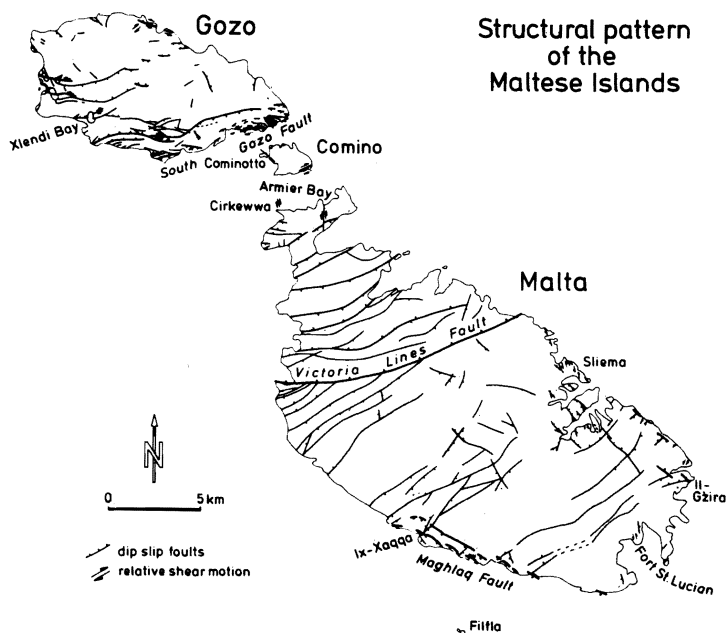 Gozo
Structural pattern
of the
Maltese Islands
Xlendi Bay
Gozo Fault
South Cominotto
Comino
Armier Bay
Cirkewwa
Malta
Victoria Lines Fault
Sliema
N
Il-
Gżira
0 5 km
Ix-Xaqqa
Maghlaq Fault
Fort St. Lucian
dip slip foults
relative shear motion
Filfla